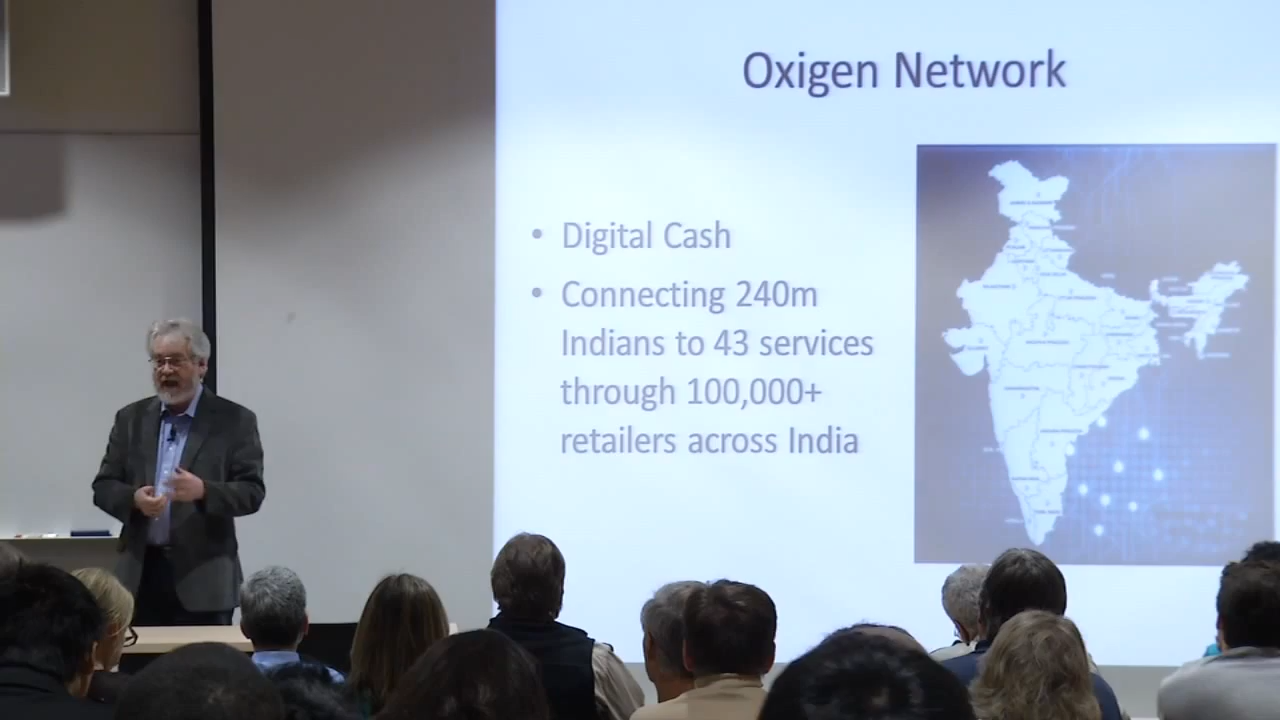 Oxigen Network
• Digital Cash
• Connecting 240m
Indians to 43 services
through 100,000+
retailers across India